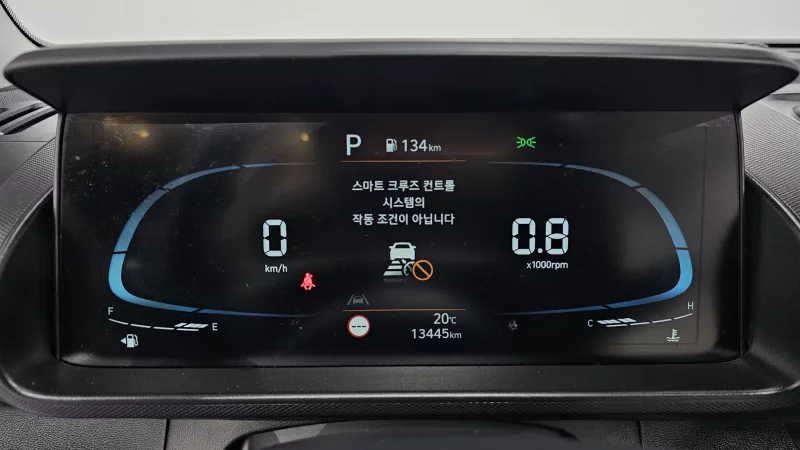 P 134km
스마트 크루즈 컨트롤
시스템의
작동 조건이 아닙니다
0
km/h
0.8
x1000rpm
F
E
C
H
---
20℃
13445km